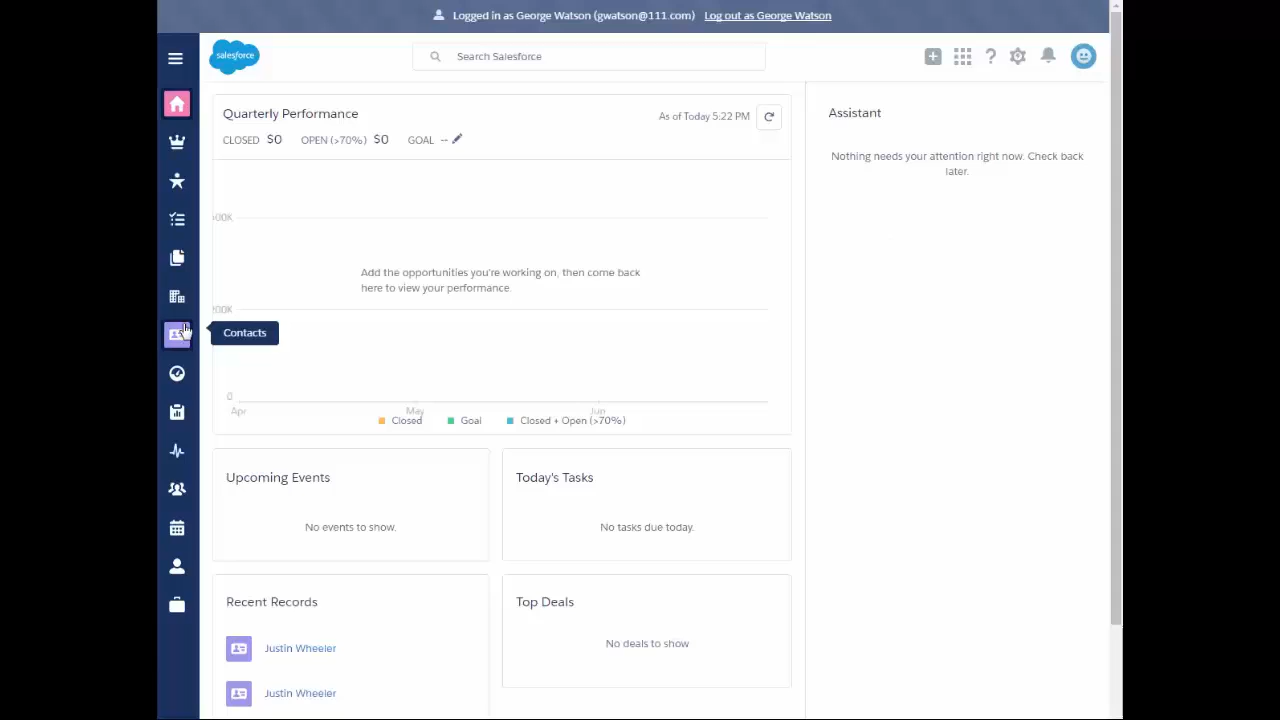 Logged in as George Watson (gwatson@111.com) Log out as George Watson
salesforce
Search Salesforce
?
Quarterly Performance
As of Today 5:22 PM
CLOSED $0 OPEN (>70%) $0 GOAL --
Add the opportunities you're working on, then come back
here to view your performance.
200K
0
Apr May Jun
Closed Goal Closed + Open (>70%)
Assistant
Nothing needs your attention right now. Check back
later.
Contacts
Upcoming Events
No events to show.
Today's Tasks
No tasks due today.
Recent Records
Justin Wheeler
Justin Wheeler
Top Deals
No deals to show